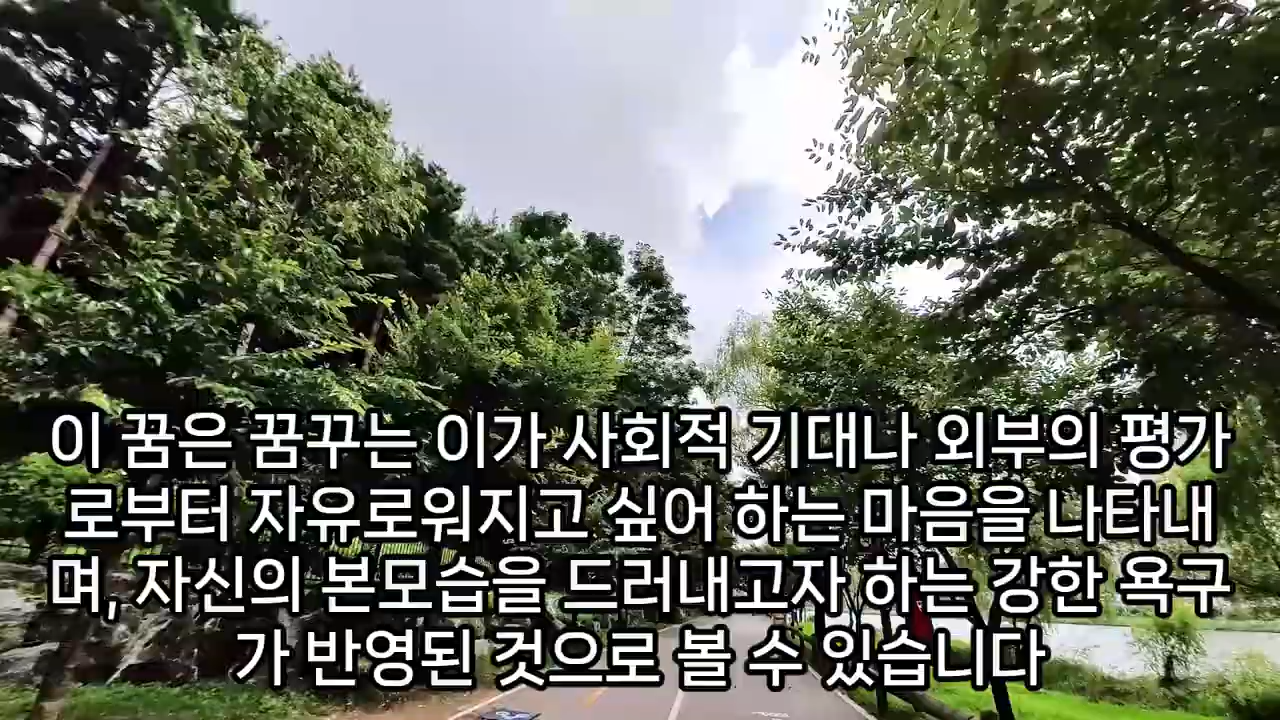 이 꿈은 꿈꾸는 이가 사회적 기대나 외부의 평가
로부터 자유로워지고 싶어 하는 마음을 나타내
며, 자신의 본모습을 드러내고자 하는 강한 욕구
가 반영된 것으로 볼 수 있습니다